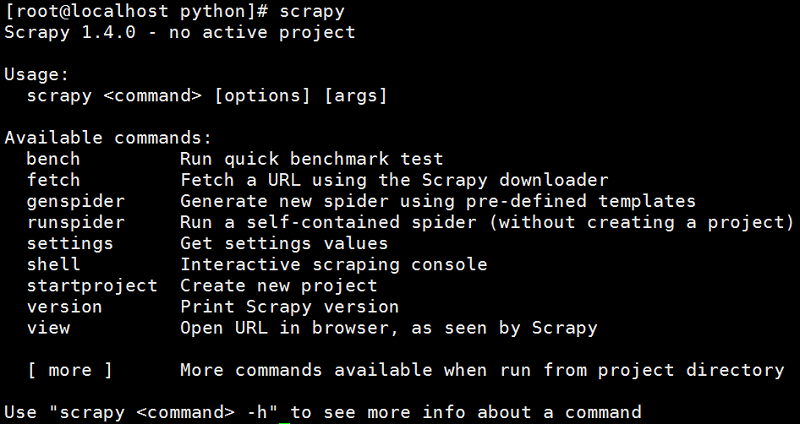 [root@localhost python]# scrapy
Scrapy 1.4.0 - no active project

Usage:
  scrapy <command> [options] [args]

Available commands:
  bench         Run quick benchmark test
  fetch         Fetch a URL using the Scrapy downloader
  genspider     Generate new spider using pre-defined templates
  runspider     Run a self-contained spider (without creating a project)
  settings      Get settings values
  shell         Interactive scraping console
  startproject  Create new project
  version       Print Scrapy version
  view          Open URL in browser, as seen by Scrapy

  [ more ]      More commands available when run from project directory

Use "scrapy <command> -h" to see more info about a command